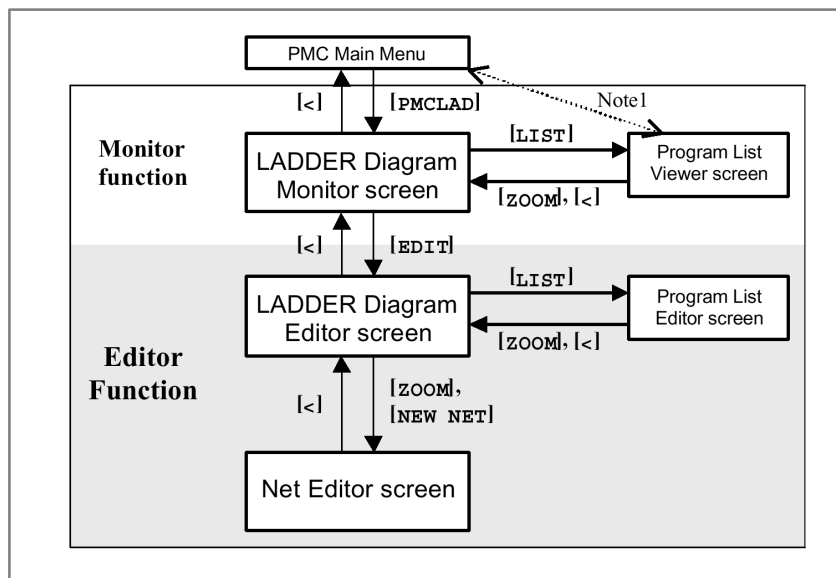 PMC Main Menu
[<]
[PMCLAD]
Note1
Monitor
function
LADDER Diagram
Monitor screen
[LIST]
[ZOOM], [<]
Program List
Viewer screen
[<]
[EDIT]
Editor
Function
LADDER Diagram
Editor screen
[LIST]
[ZOOM], [<]
Program List
Editor screen
[<]
[ZOOM],
[NEW NET]
Net Editor screen